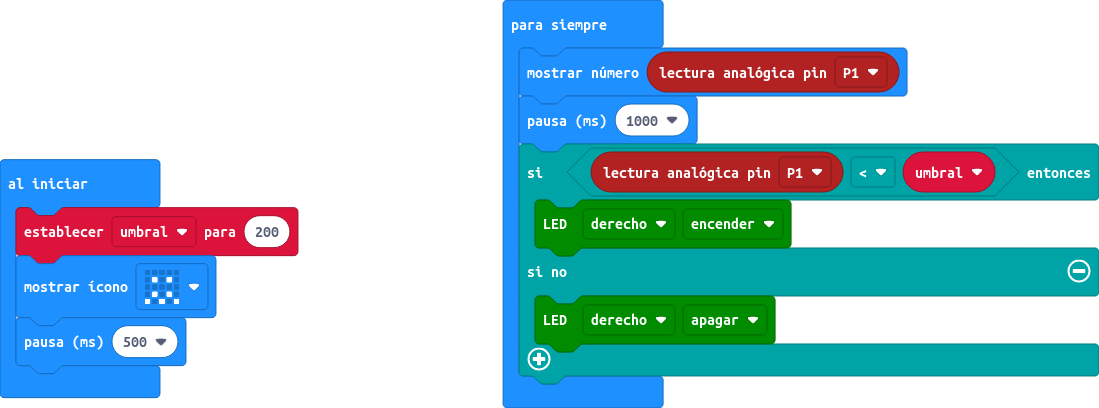 al iniciar
establecer umbral para 200
mostrar ícono
pausa (ms) 500
para siempre
mostrar número lectura analógica pin P1
pausa (ms) 1000
si lectura analógica pin P1 < umbral entonces
LED derecho encender
si no
LED derecho apagar